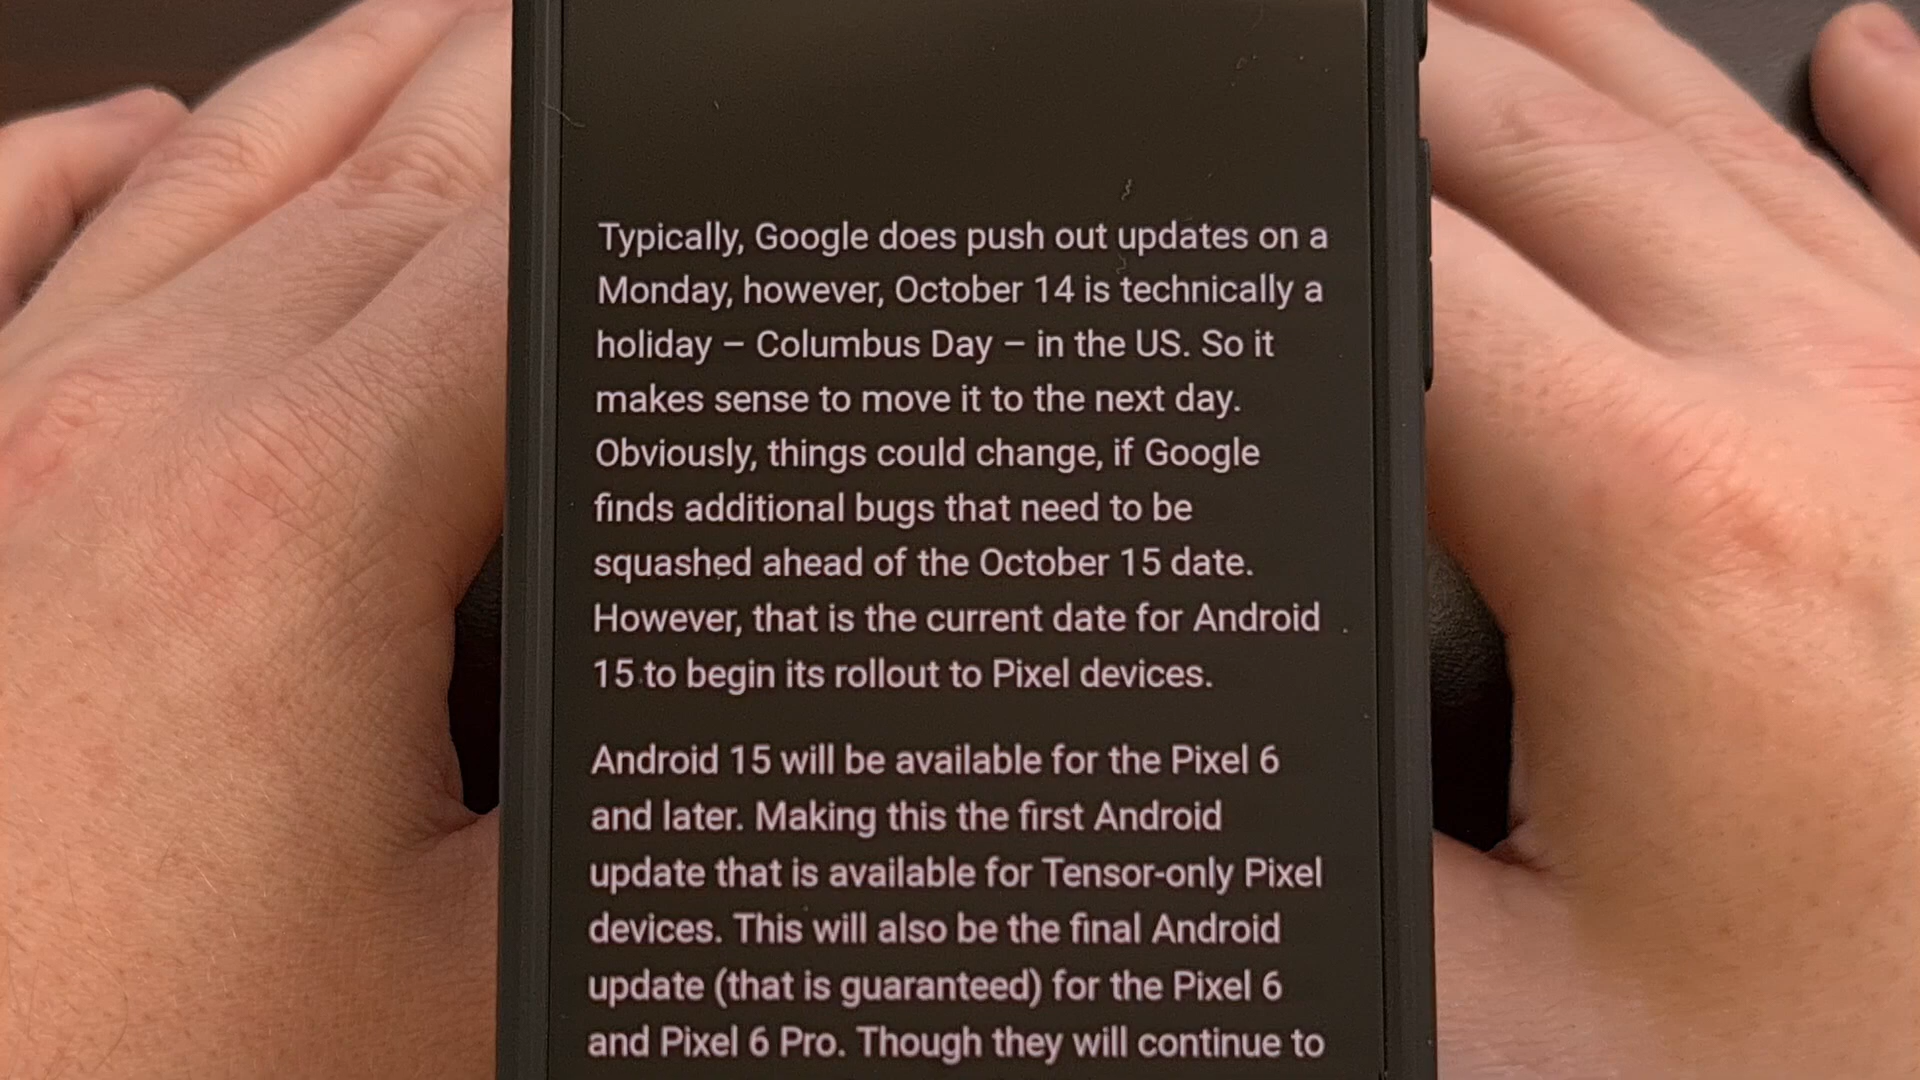 Typically, Google does push out updates on a
Monday, however, October 14 is technically a
holiday – Columbus Day – in the US. So it
makes sense to move it to the next day.
Obviously, things could change, if Google
finds additional bugs that need to be
squashed ahead of the October 15 date.
However, that is the current date for Android
15 to begin its rollout to Pixel devices.
Android 15 will be available for the Pixel 6
and later. Making this the first Android
update that is available for Tensor-only Pixel
devices. This will also be the final Android
update (that is guaranteed) for the Pixel 6
and Pixel 6 Pro. Though they will continue to